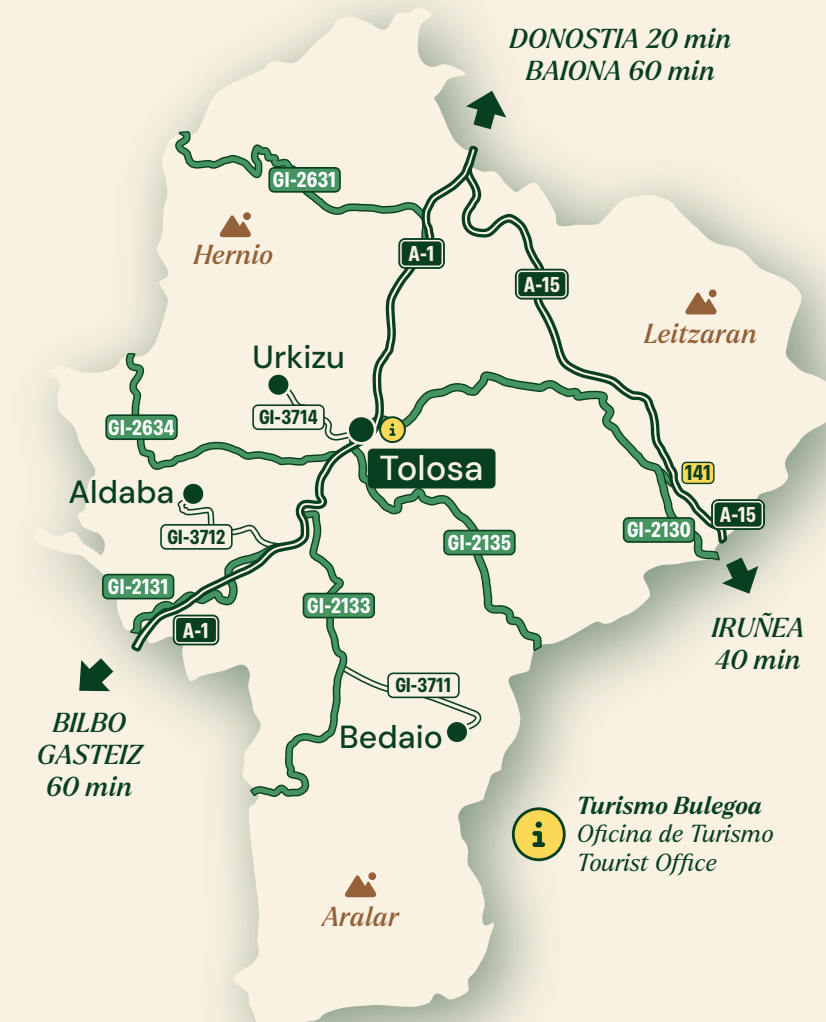 DONOSTIA 20 min
BAIONA 60 min
GI-2631
Hernio
A-1
A-15
Leitzaran
Urkizu
GI-3714
i
GI-2634
Tolosa
141
Aldaba
A-15
GI-3712
GI-2135
GI-2130
GI-2131
GI-2133
A-1
IRUÑEA
40 min
GI-3711
BILBO
GASTEIZ
60 min
Bedaio
i
Turismo Bulegoa
Oficina de Turismo
Tourist Office
Aralar